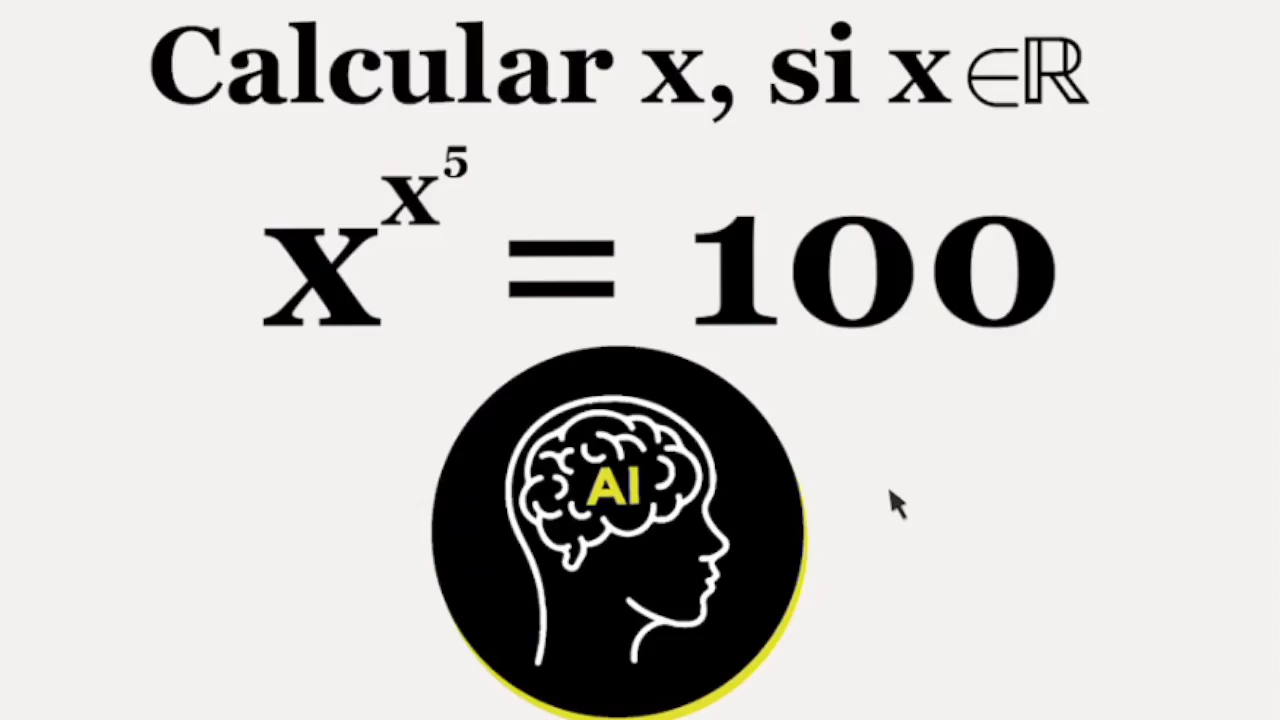 Calcular x, si x∈ℝ
x^x^5 = 100
AI